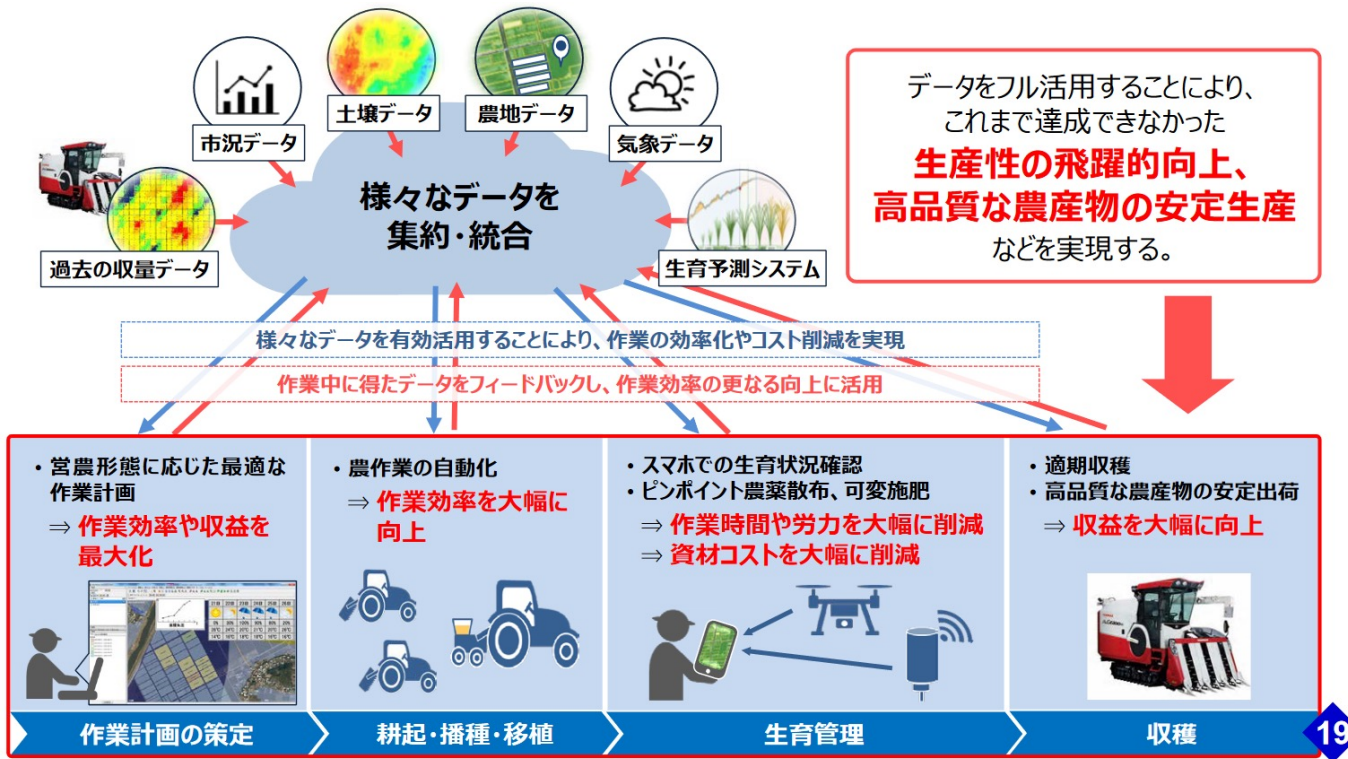 市況データ
土壌データ
農地データ
気象データ
過去の収量データ
生育予測システム
様々なデータを
集約・統合
データをフル活用することにより、
これまで達成できなかった
生産性の飛躍的向上、
高品質な農産物の安定生産
などを実現する。
様々なデータを有効活用することにより、作業の効率化やコスト削減を実現
作業中に得たデータをフィードバックし、作業効率の更なる向上に活用
・営農形態に応じた最適な
作業計画
⇒ 作業効率や収益を
最大化
・農作業の自動化
⇒ 作業効率を大幅に
向上
・スマホでの生育状況確認
・ピンポイント農薬散布、可変施肥
⇒ 作業時間や労力を大幅に削減
⇒ 資材コストを大幅に削減
・適期収穫
・高品質な農産物の安定出荷
⇒ 収益を大幅に向上
作業計画の策定
耕起・播種・移植
生育管理
収穫
19